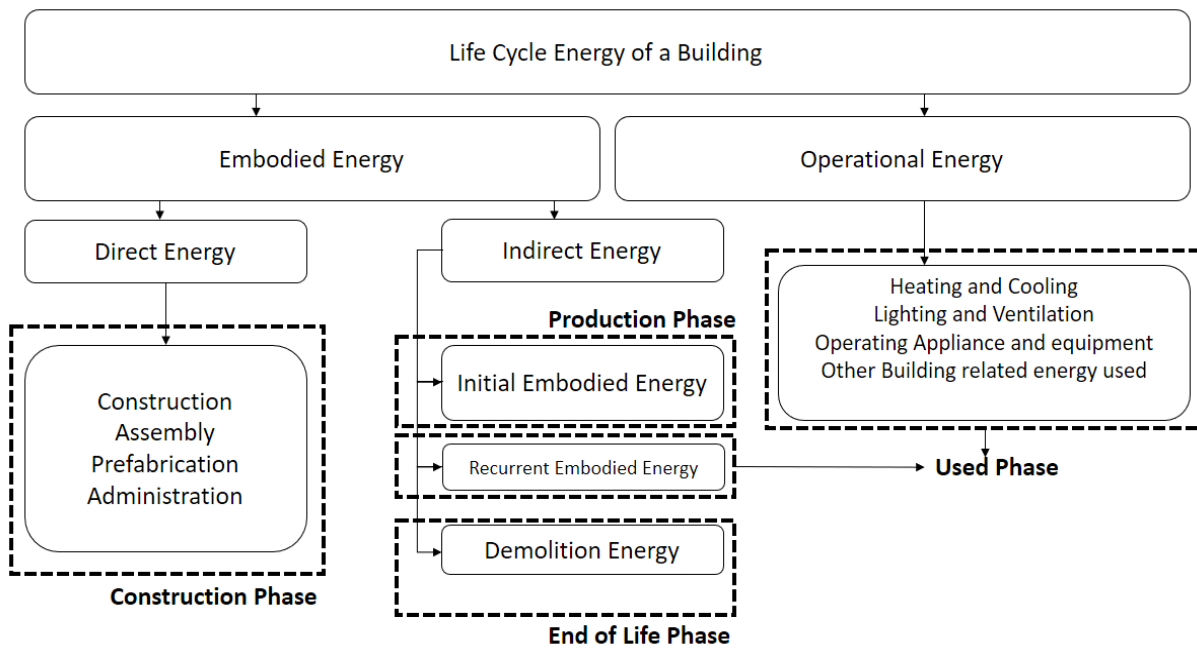 Life Cycle Energy of a Building
Embodied Energy
Operational Energy
Direct Energy
Indirect Energy
Heating and Cooling
Lighting and Ventilation
Operating Appliance and equipment
Other Building related energy used
Production Phase
Initial Embodied Energy
Construction
Assembly
Prefabrication
Administration
Recurrent Embodied Energy
Used Phase
Demolition Energy
Construction Phase
End of Life Phase